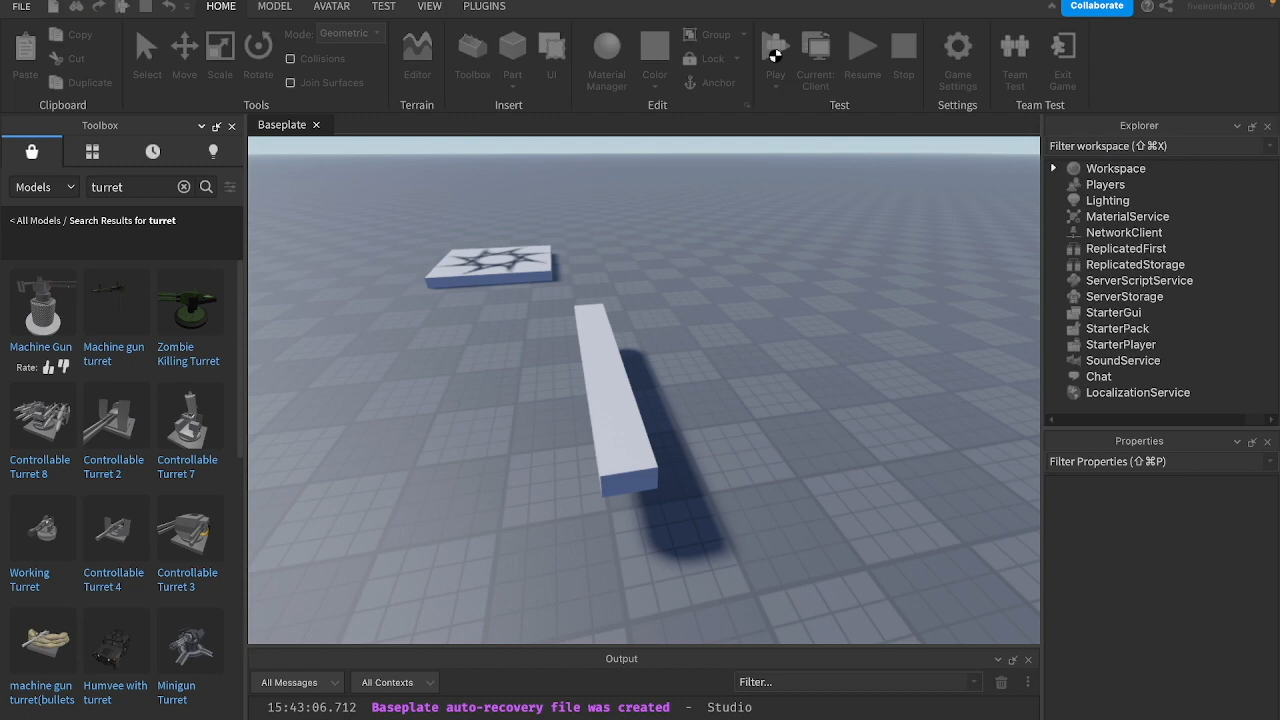 FILE
HOME
MODEL
AVATAR
TEST
VIEW
PLUGINS
Collaborate
fiveironfan2006
Paste
Copy
Cut
Duplicate
Clipboard
Select
Move
Scale
Rotate
Mode:
Geometric
Collisions
Join Surfaces
Tools
Editor
Terrain
Toolbox
Part
UI
Insert
Material
Manager
Color
Group
Lock
Anchor
Edit
Play
Current:
Client
Resume
Stop
Test
Game
Settings
Settings
Team
Test
Exit
Game
Team Test
Toolbox
Models
turret
< All Models / Search Results for turret
Machine Gun
Rate:
Machine gun
turret
Zombie
Killing Turret
Controllable
Turret 8
Controllable
Turret 2
Controllable
Turret 7
Working
Turret
Controllable
Turret 4
Controllable
Turret 3
machine gun
turret(bullets
Humvee with
turret
Minigun
Turret
Baseplate
Explorer
Filter workspace (⇧⌘X)
Workspace
Players
Lighting
MaterialService
NetworkClient
ReplicatedFirst
ReplicatedStorage
ServerScriptService
ServerStorage
StarterGui
StarterPack
StarterPlayer
SoundService
Chat
LocalizationService
Properties
Filter Properties (⇧⌘P)
Output
All Messages
All Contexts
Filter...
15:43:06.712 Baseplate auto-recovery file was created - Studio